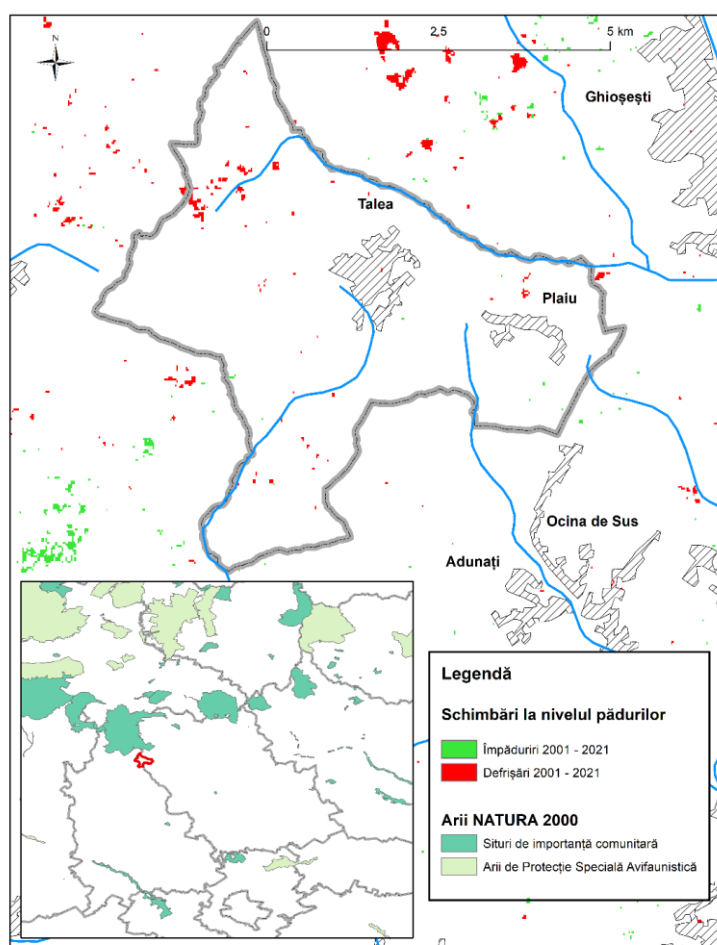 N
0 2,5 5 km
Ghioșești
Talea
Plaiu
Ocina de Sus
Adunați
Legendă
Schimbări la nivelul pădurilor
Împăduriri 2001 - 2021
Defrișări 2001 - 2021
Arii NATURA 2000
Situri de importanță comunitară
Arii de Protecție Specială Avifaunistică